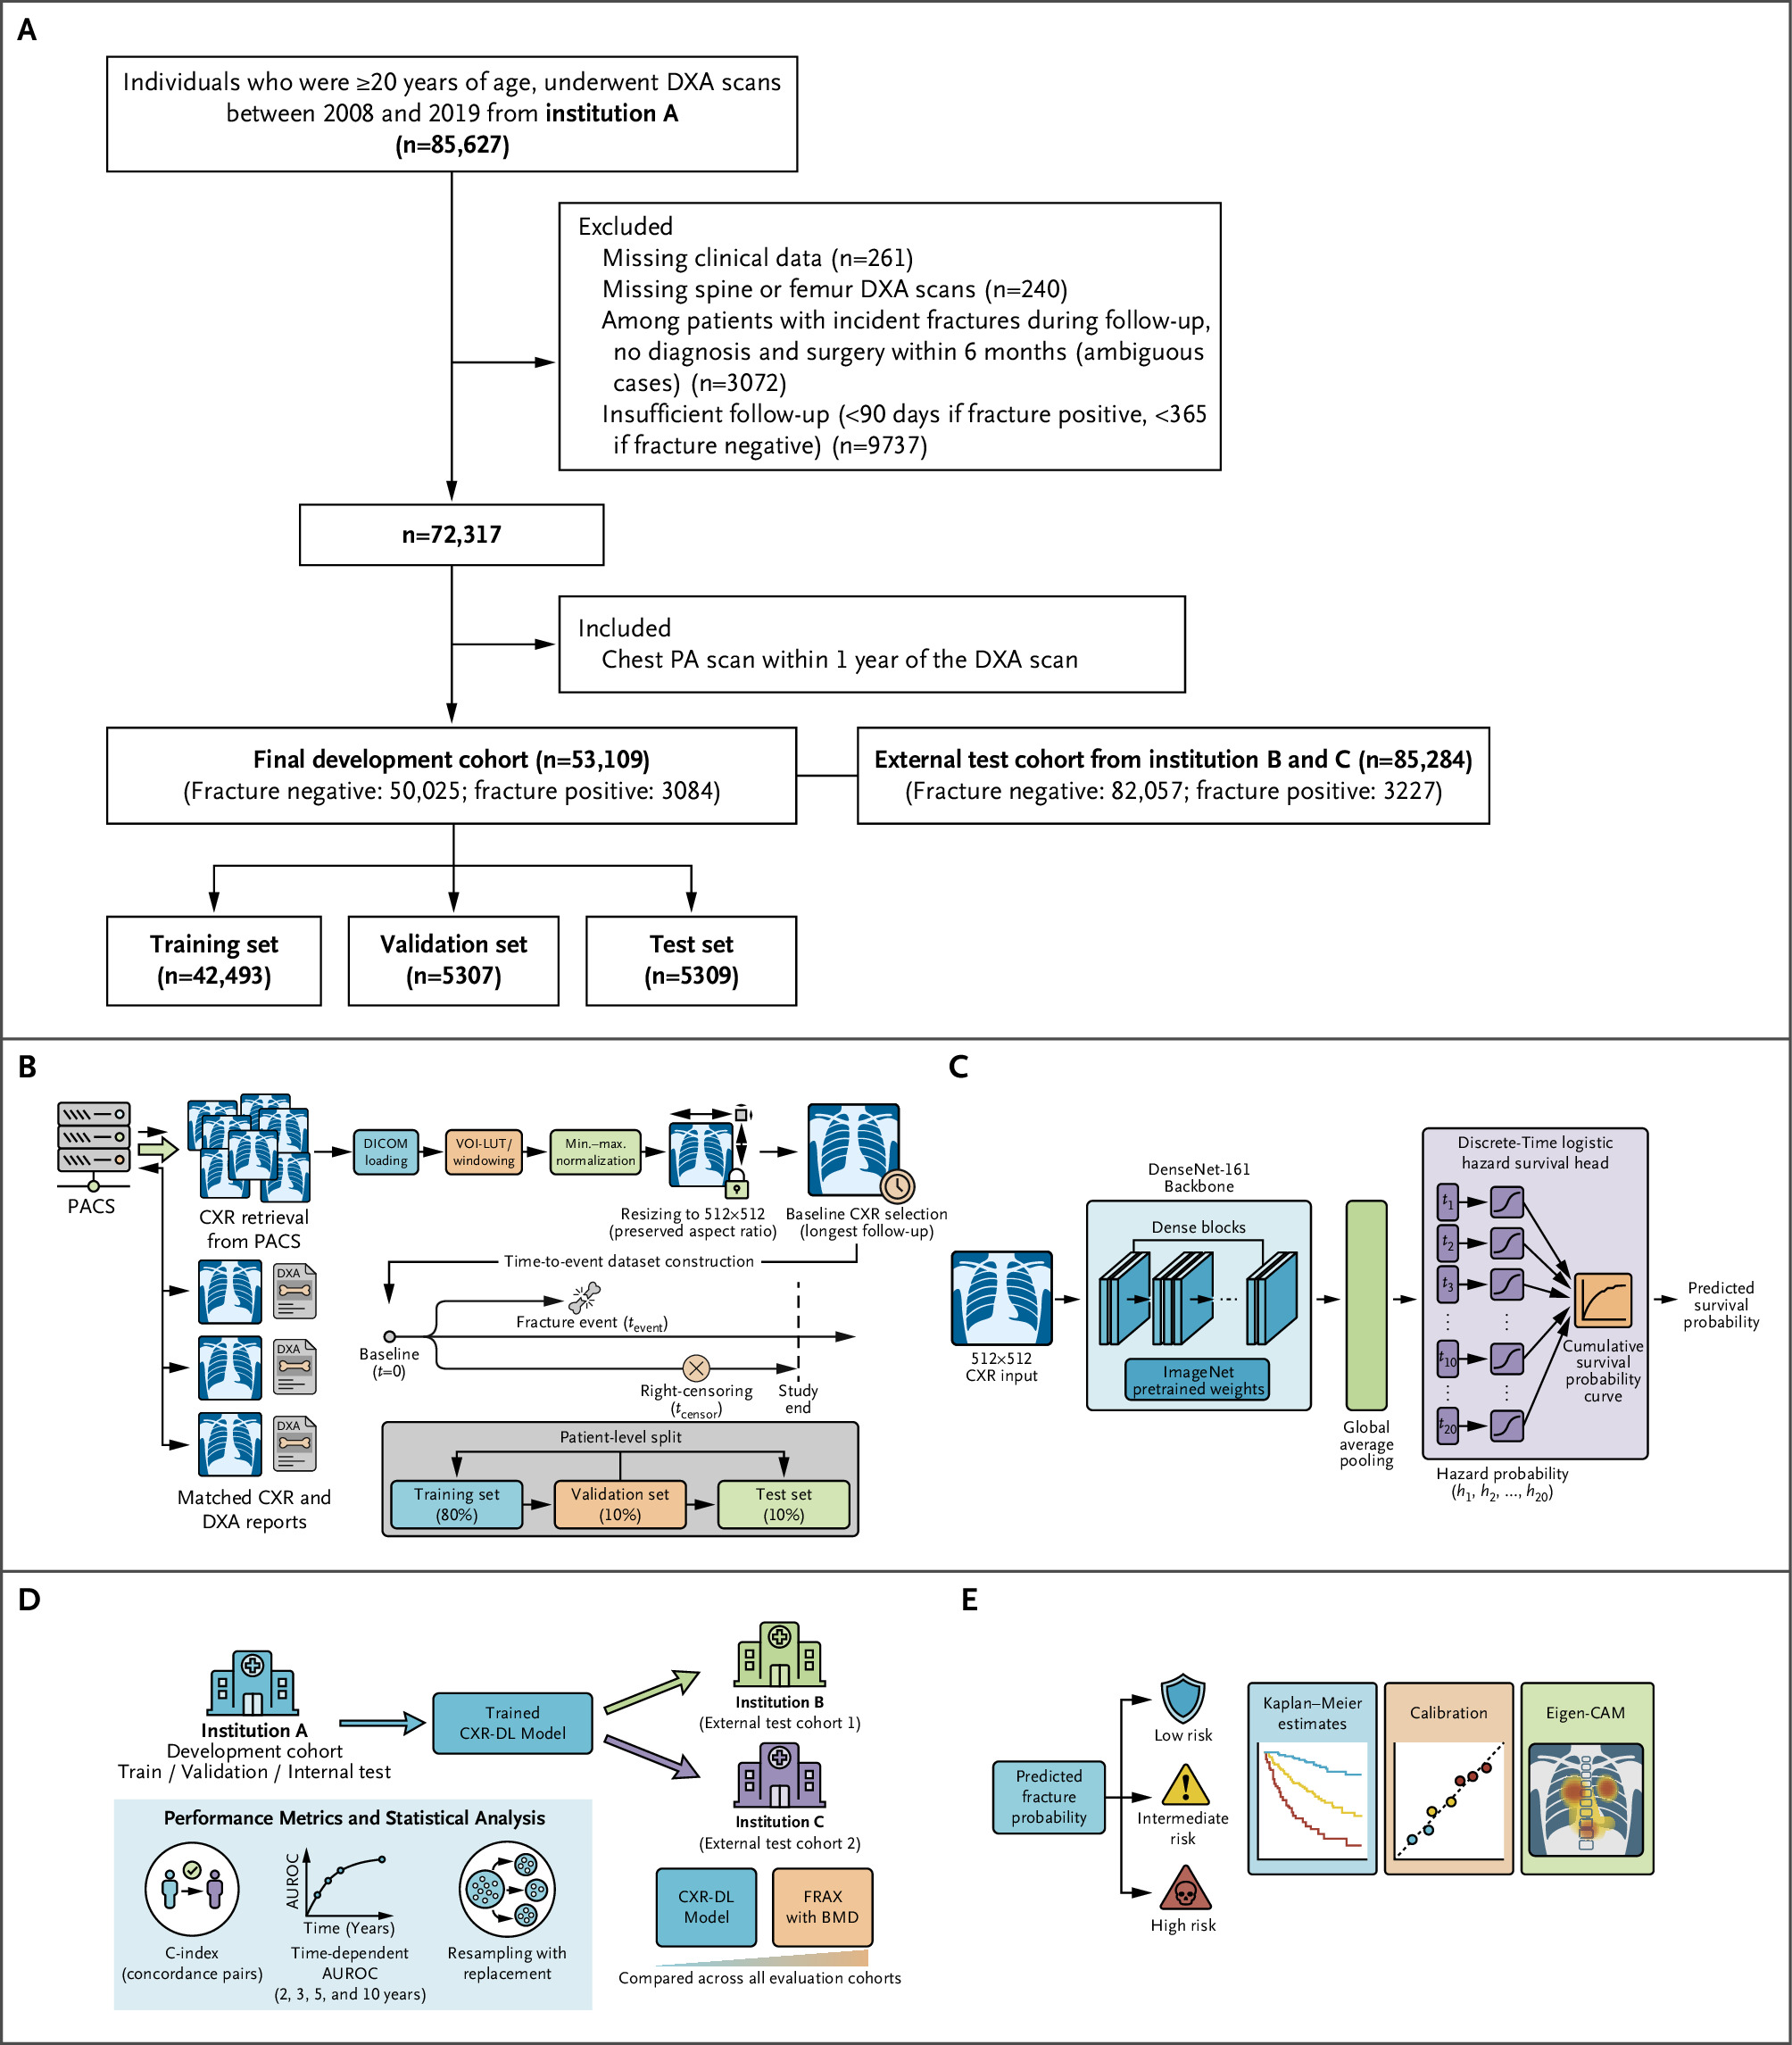 A
Individuals who were ≥20 years of age, underwent DXA scans
between 2008 and 2019 from institution A
(n=85,627)
Excluded
Missing clinical data (n=261)
Missing spine or femur DXA scans (n=240)
Among patients with incident fractures during follow-up,
no diagnosis and surgery within 6 months (ambiguous
cases) (n=3072)
Insufficient follow-up (<90 days if fracture positive, <365
if fracture negative) (n=9737)
n=72,317
Included
Chest PA scan within 1 year of the DXA scan
Final development cohort (n=53,109)
(Fracture negative: 50,025; fracture positive: 3084)
External test cohort from institution B and C (n=85,284)
(Fracture negative: 82,057; fracture positive: 3227)
Training set
(n=42,493)
Validation set
(n=5307)
Test set
(n=5309)
B
PACS
CXR retrieval
from PACS
DICOM
loading
VOI-LUT/
windowing
Min.–max.
normalization
Resizing to 512×512
(preserved aspect ratio)
Baseline CXR selection
(longest follow-up)
DXA
DXA
DXA
Matched CXR and
DXA reports
Time-to-event dataset construction
Fracture event (tevent)
Baseline
(t=0)
Right-censoring
(tcensor)
Study
end
Patient-level split
Training set
(80%)
Validation set
(10%)
Test set
(10%)
C
512×512
CXR input
DenseNet-161
Backbone
Dense blocks
ImageNet
pretrained weights
Global
average
pooling
Discrete-Time logistic
hazard survival head
t1
t2
t3
t10
t20
Cumulative
survival
probability
curve
Hazard probability
(h1, h2, ..., h20)
Predicted
survival
probability
D
Institution A
Development cohort
Train / Validation / Internal test
Trained
CXR-DL Model
Institution B
(External test cohort 1)
Institution C
(External test cohort 2)
Performance Metrics and Statistical Analysis
C-index
(concordance pairs)
AUROC
Time (Years)
Time-dependent
AUROC
(2, 3, 5, and 10 years)
Resampling with
replacement
CXR-DL
Model
FRAX
with BMD
Compared across all evaluation cohorts
E
Predicted
fracture
probability
Low risk
Intermediate
risk
High risk
Kaplan–Meier
estimates
Calibration
Eigen-CAM